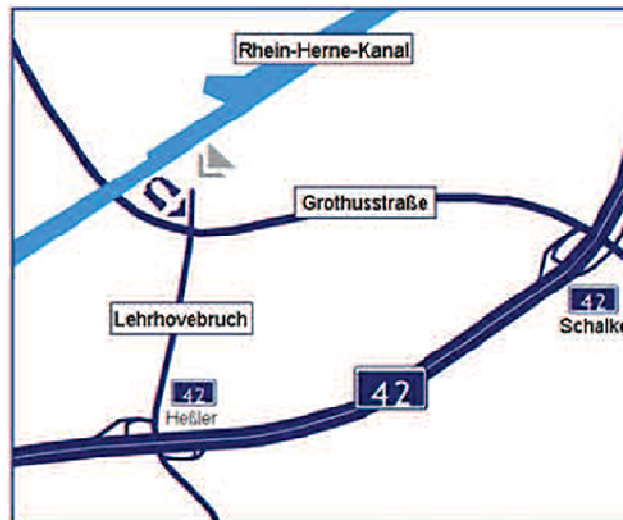 Rhein-Herne-Kanal
Grothusstraße
Lehrhovebruch
42
Schalke
42
42
Heßler